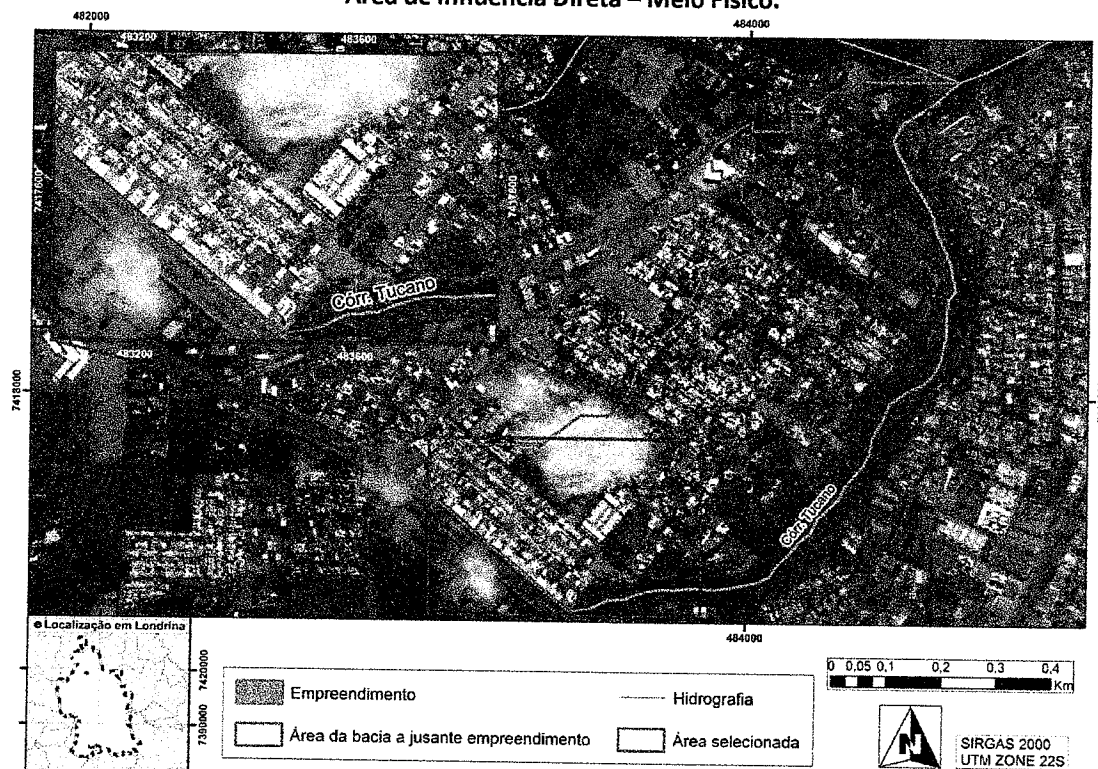 Área de Influência Direta – Meio Físico.
482000
484000
483200
483600
7417600
7417600
Córr. Tucano
483200
483600
7418000
Córr. Tucano
484000
Localização em Londrina
7420000
Empreendimento
Hidrografia
Área da bacia a jusante empreendimento
Área selecionada
0 0,05 0,1 0,2 0,3 0,4
Km
N
SIRGAS 2000
UTM ZONE 22S